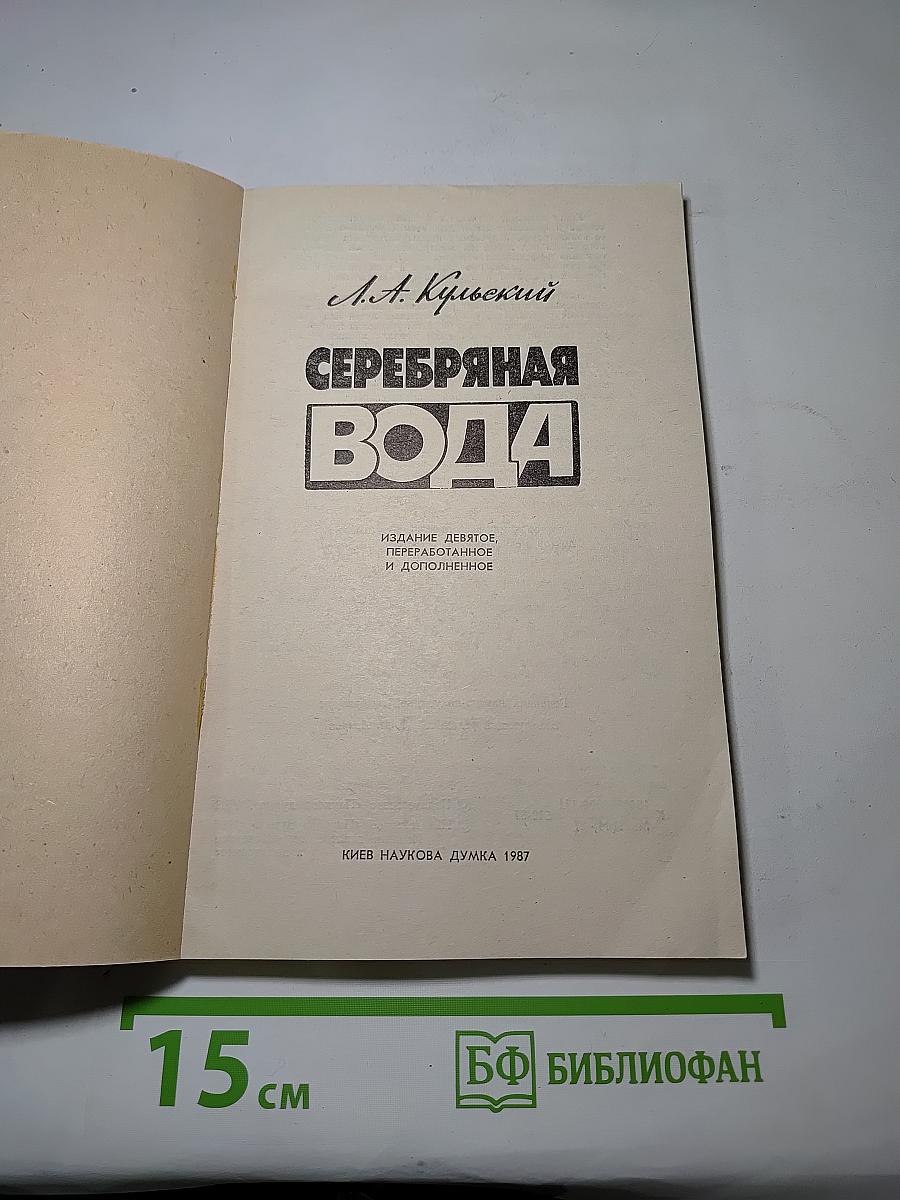 Л.А. Кульский
СЕРЕБРЯНАЯ
ВОДА
ИЗДАНИЕ ДЕВЯТОЕ,
ПЕРЕРАБОТАННОЕ
И ДОПОЛНЕННОЕ
КИЕВ НАУКОВА ДУМКА 1987
15 см
БФ БИБЛИОФАН